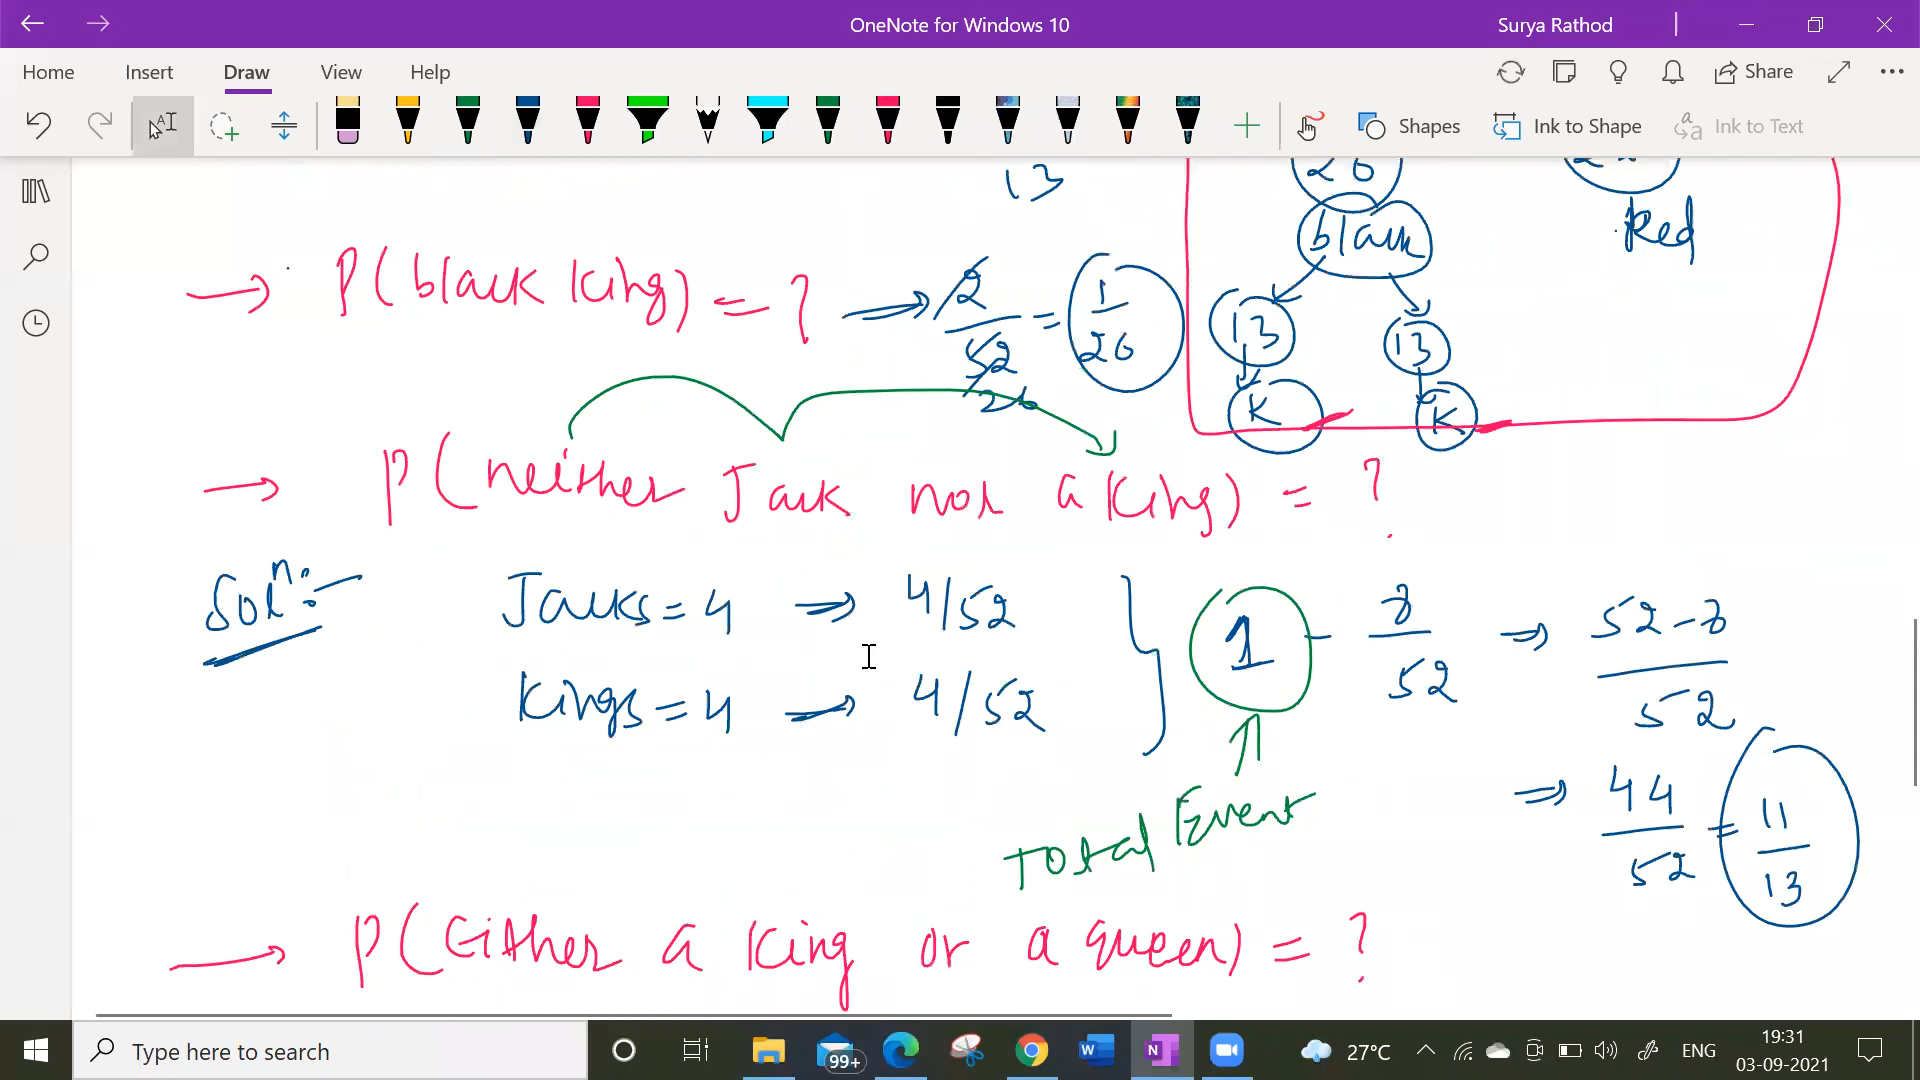 OneNote for Windows 10
Surya Rathod
Home Insert Draw View Help
Share
Shapes Ink to Shape Ink to Text
13
26
black
Red
→ P(black king) = ? → 2/52 = 1/26
26
13 13
K K
→ P(neither Jack nor a king) = ?
Solⁿ:- Jacks = 4 ⇒ 4/52
1 - 8/52 ⇒ 52-8/52
Kings = 4 → 4/52
⇒ 44/52 = 11/13
Total Event
→ P(Either a king or a queen) = ?
Type here to search
99+
27°C
ENG
19:31
03-09-2021